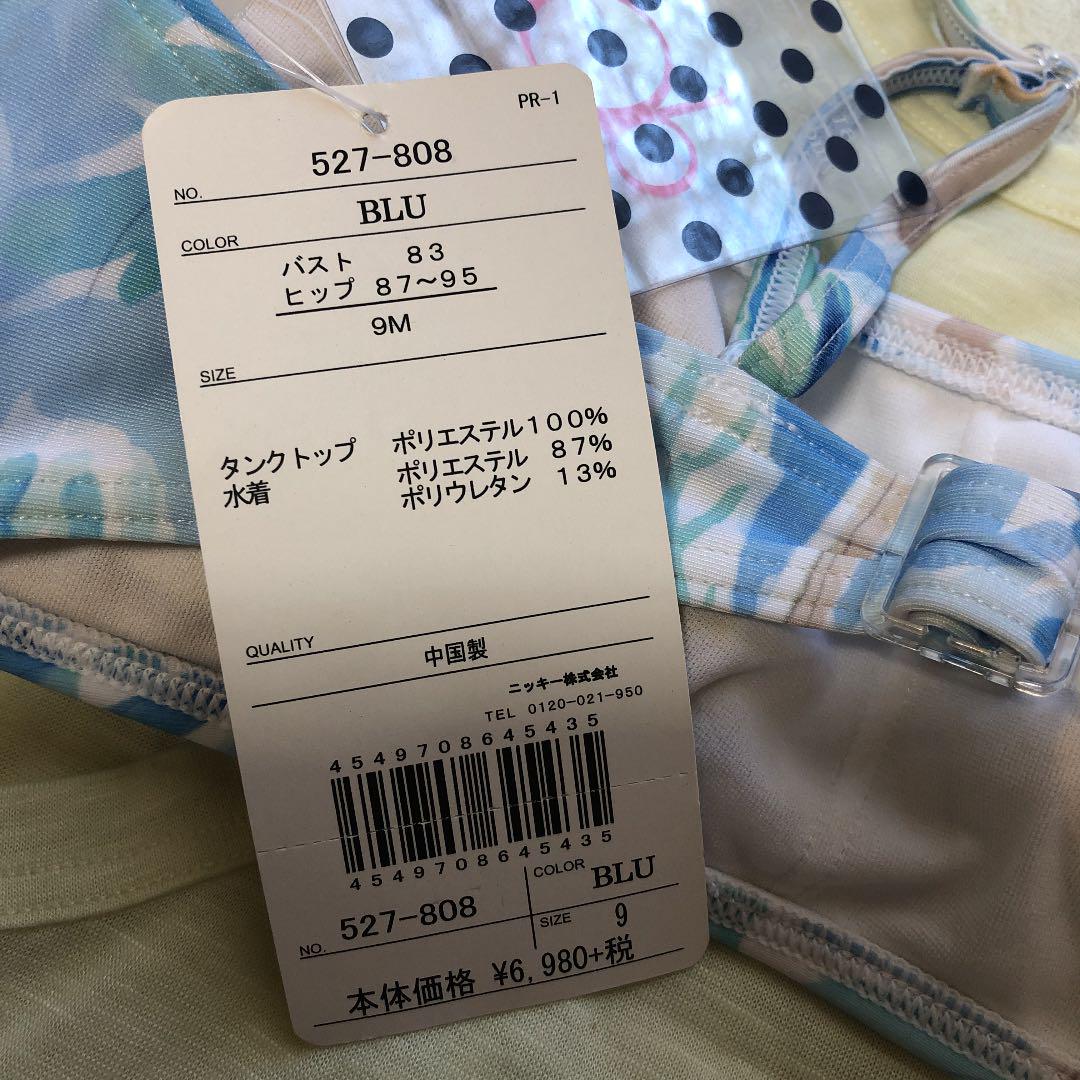 PR-1
527-808
NO.
BLU
COLOR
バスト 83
ヒップ 87～95
9M
SIZE
タンクトップ ポリエステル100%
水着 ポリエステル 87%
ポリウレタン 13%
QUALITY
中国製
ニッキー株式会社
TEL 0120-021-950
4549708645435
4549708645435
NO. 527-808
COLOR BLU
SIZE 9
本体価格 ¥6,980+税